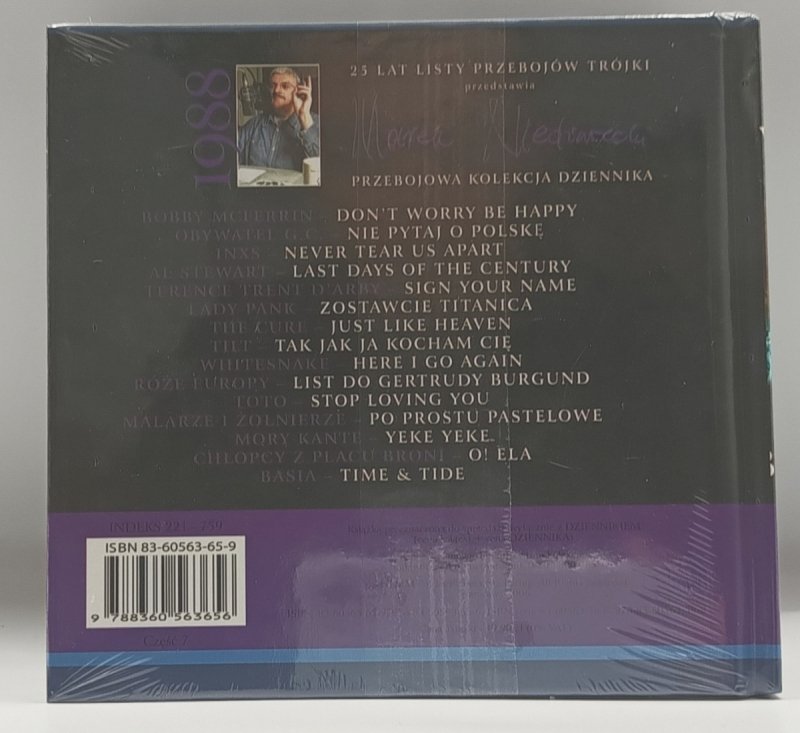 1988
25 LAT LISTY PRZEBOJÓW TRÓJKI
przedstawia
Marek Niedźwiecki
PRZEBOJOWA KOLEKCJA DZIENNIKA
BOBBY MCFERRIN – DON'T WORRY BE HAPPY
OBYWATEL G.C. – NIE PYTAJ O POLSKĘ
INXS – NEVER TEAR US APART
AL STEWART – LAST DAYS OF THE CENTURY
TERENCE TRENT D'ARBY – SIGN YOUR NAME
LADY PANK – ZOSTAWCIE TITANICA
THE CURE – JUST LIKE HEAVEN
TILT – TAK JAK JA KOCHAM CIĘ
WHITESNAKE – HERE I GO AGAIN
RÓŻE EUROPY – LIST DO GERTRUDY BURGUND
TOTO – STOP LOVING YOU
MALARZE I ŻOŁNIERZE – PO PROSTU PASTELOWE
MORY KANTE – YEKE YEKE
CHŁOPCY Z PLACU BRONI – O! ELA
BASIA – TIME & TIDE
INDEKS 221 - 759
ISBN 83-60563-65-9
9 788360 563656
Część 7